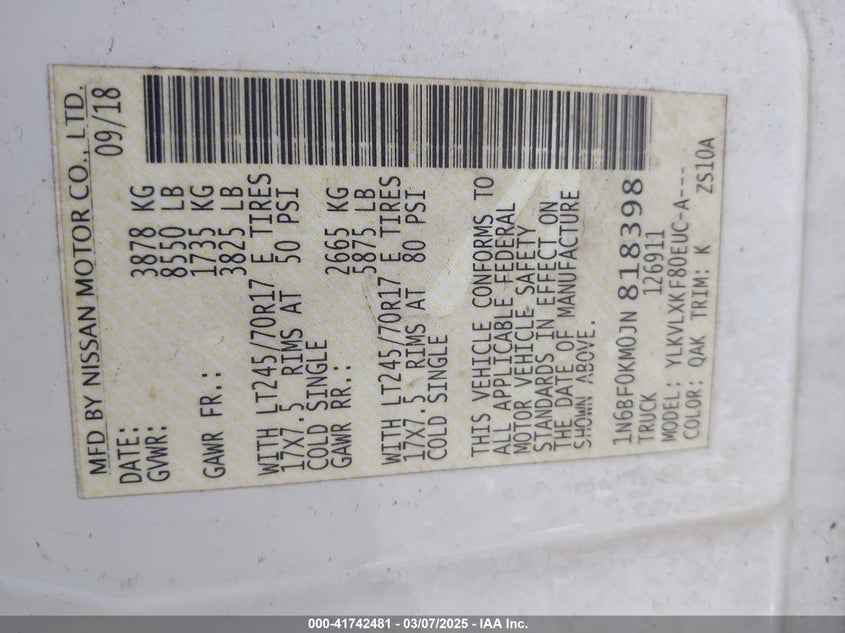 MFD BY NISSAN MOTOR CO., LTD.
DATE: 09/18
GVWR: 3878 KG
8550 LB
1735 KG
GAWR FR.: 3825 LB
WITH LT245/70R17 E TIRES
17X7.5 RIMS AT 50 PSI
COLD SINGLE
GAWR RR.: 2665 KG
5875 LB
WITH LT245/70R17 E TIRES
17X7.5 RIMS AT 80 PSI
COLD SINGLE
THIS VEHICLE CONFORMS TO
ALL APPLICABLE FEDERAL
MOTOR VEHICLE SAFETY
STANDARDS IN EFFECT ON
THE DATE OF MANUFACTURE
SHOWN ABOVE.
1N6BF0KM0JN 818398
TRUCK 126911
MODEL: YLKVLXKF80EUC-A---
COLOR: QAK TRIM: K ZS10A
000-41742481 - 03/07/2025 - IAA Inc.